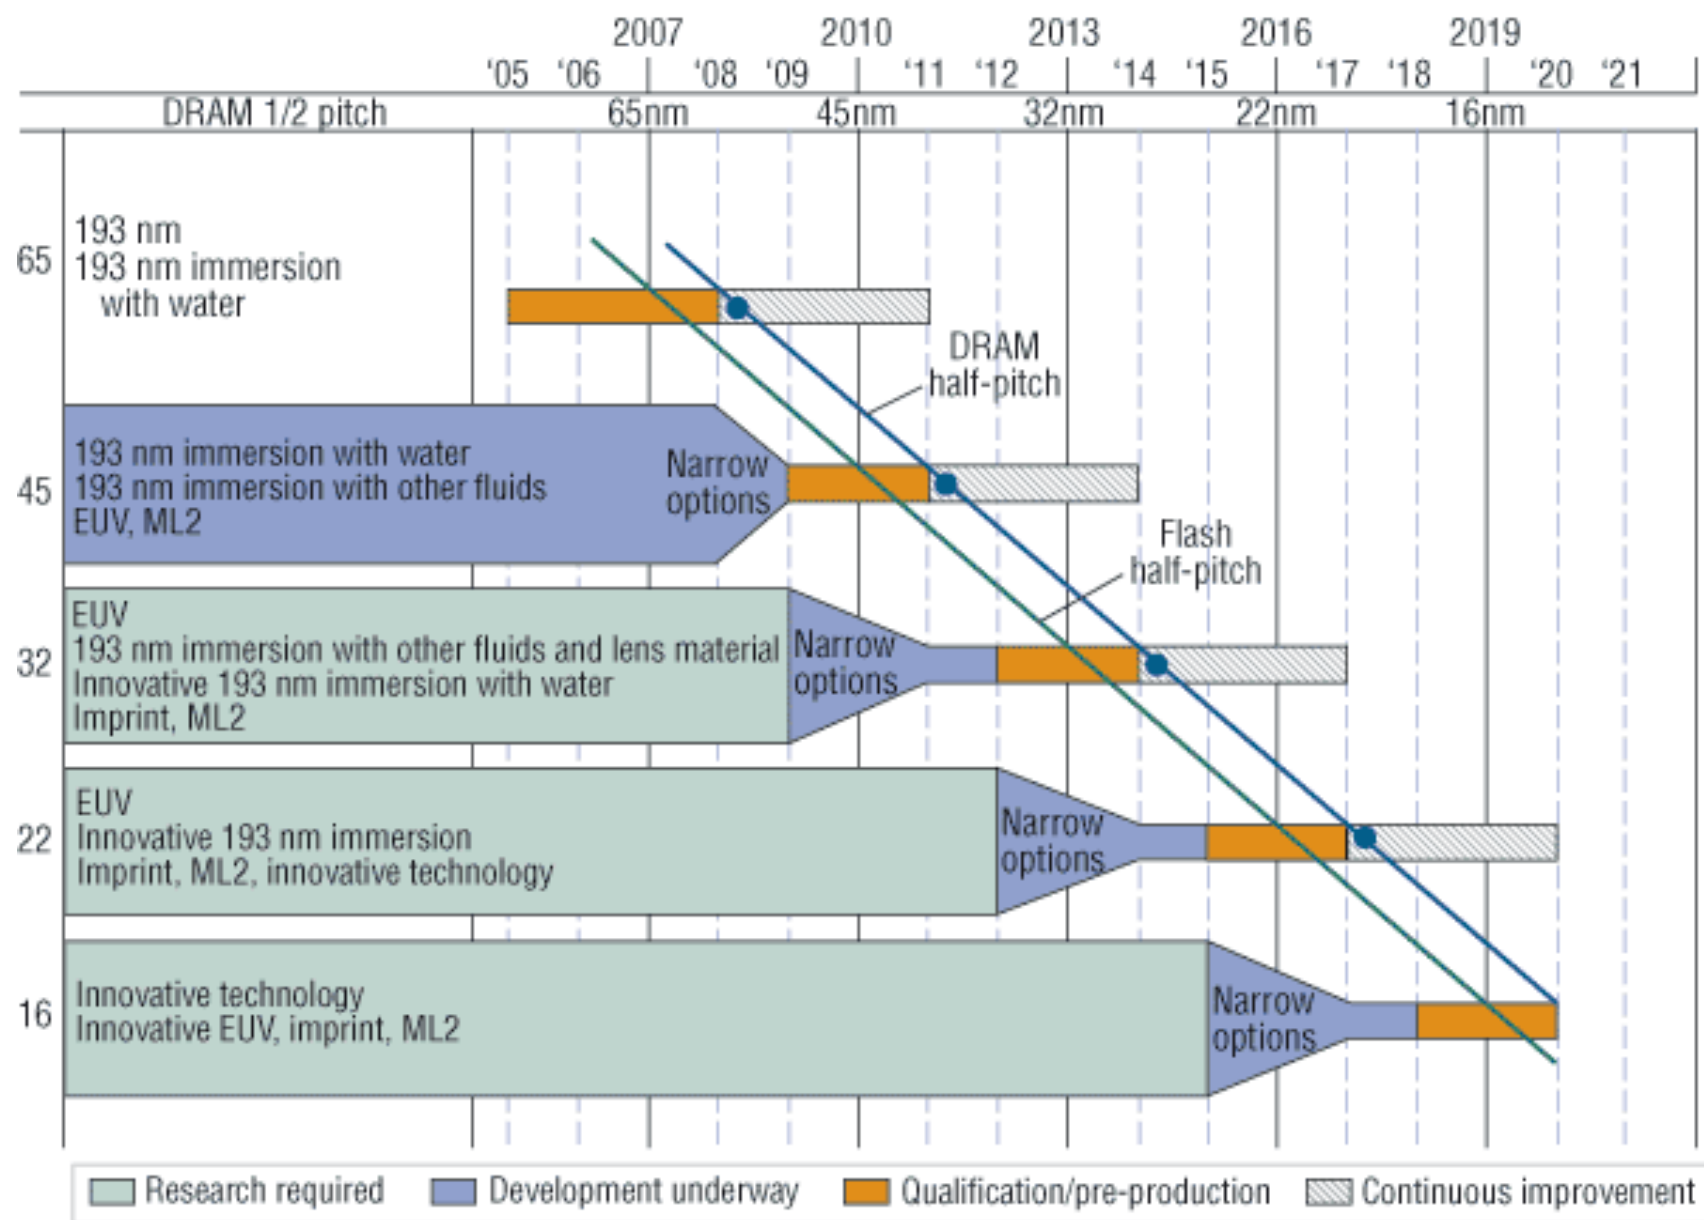 2007 2010 2013 2016 2019
‘05 ‘06 ‘08 ‘09 ‘11 ‘12 ‘14 ‘15 ‘17 ‘18 ‘20 ‘21
DRAM 1/2 pitch 65nm 45nm 32nm 22nm 16nm
65
193 nm
193 nm immersion
with water
DRAM
half-pitch
45
193 nm immersion with water
193 nm immersion with other fluids
EUV, ML2
Narrow
options
Flash
half-pitch
32
EUV
193 nm immersion with other fluids and lens material
Innovative 193 nm immersion with water
Imprint, ML2
Narrow
options
22
EUV
Innovative 193 nm immersion
Imprint, ML2, innovative technology
Narrow
options
16
Innovative technology
Innovative EUV, imprint, ML2
Narrow
options
Research required Development underway Qualification/pre-production Continuous improvement